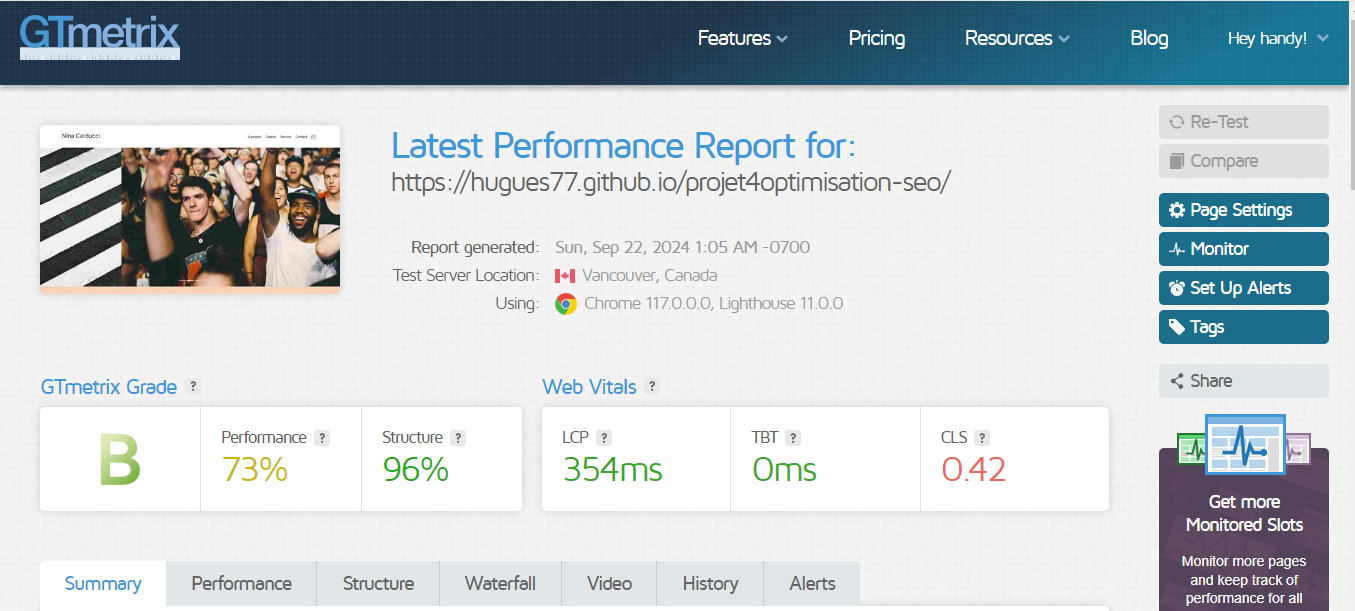 GTmetrix
Features
Pricing
Resources
Blog
Hey handy!
Nina Carducci
Latest Performance Report for:
https://hugues77.github.io/projet4optimisation-seo/
Report generated: Sun, Sep 22, 2024 1:05 AM -0700
Test Server Location: Vancouver, Canada
Using: Chrome 117.0.0.0, Lighthouse 11.0.0
Re-Test
Compare
Page Settings
Monitor
Set Up Alerts
Tags
Share
GTmetrix Grade ?
B
Performance ?
73%
Structure ?
96%
Web Vitals ?
LCP ?
354ms
TBT ?
0ms
CLS ?
0.42
Get more
Monitored Slots
Monitor more pages
and keep track of
performance for all
Summary
Performance
Structure
Waterfall
Video
History
Alerts